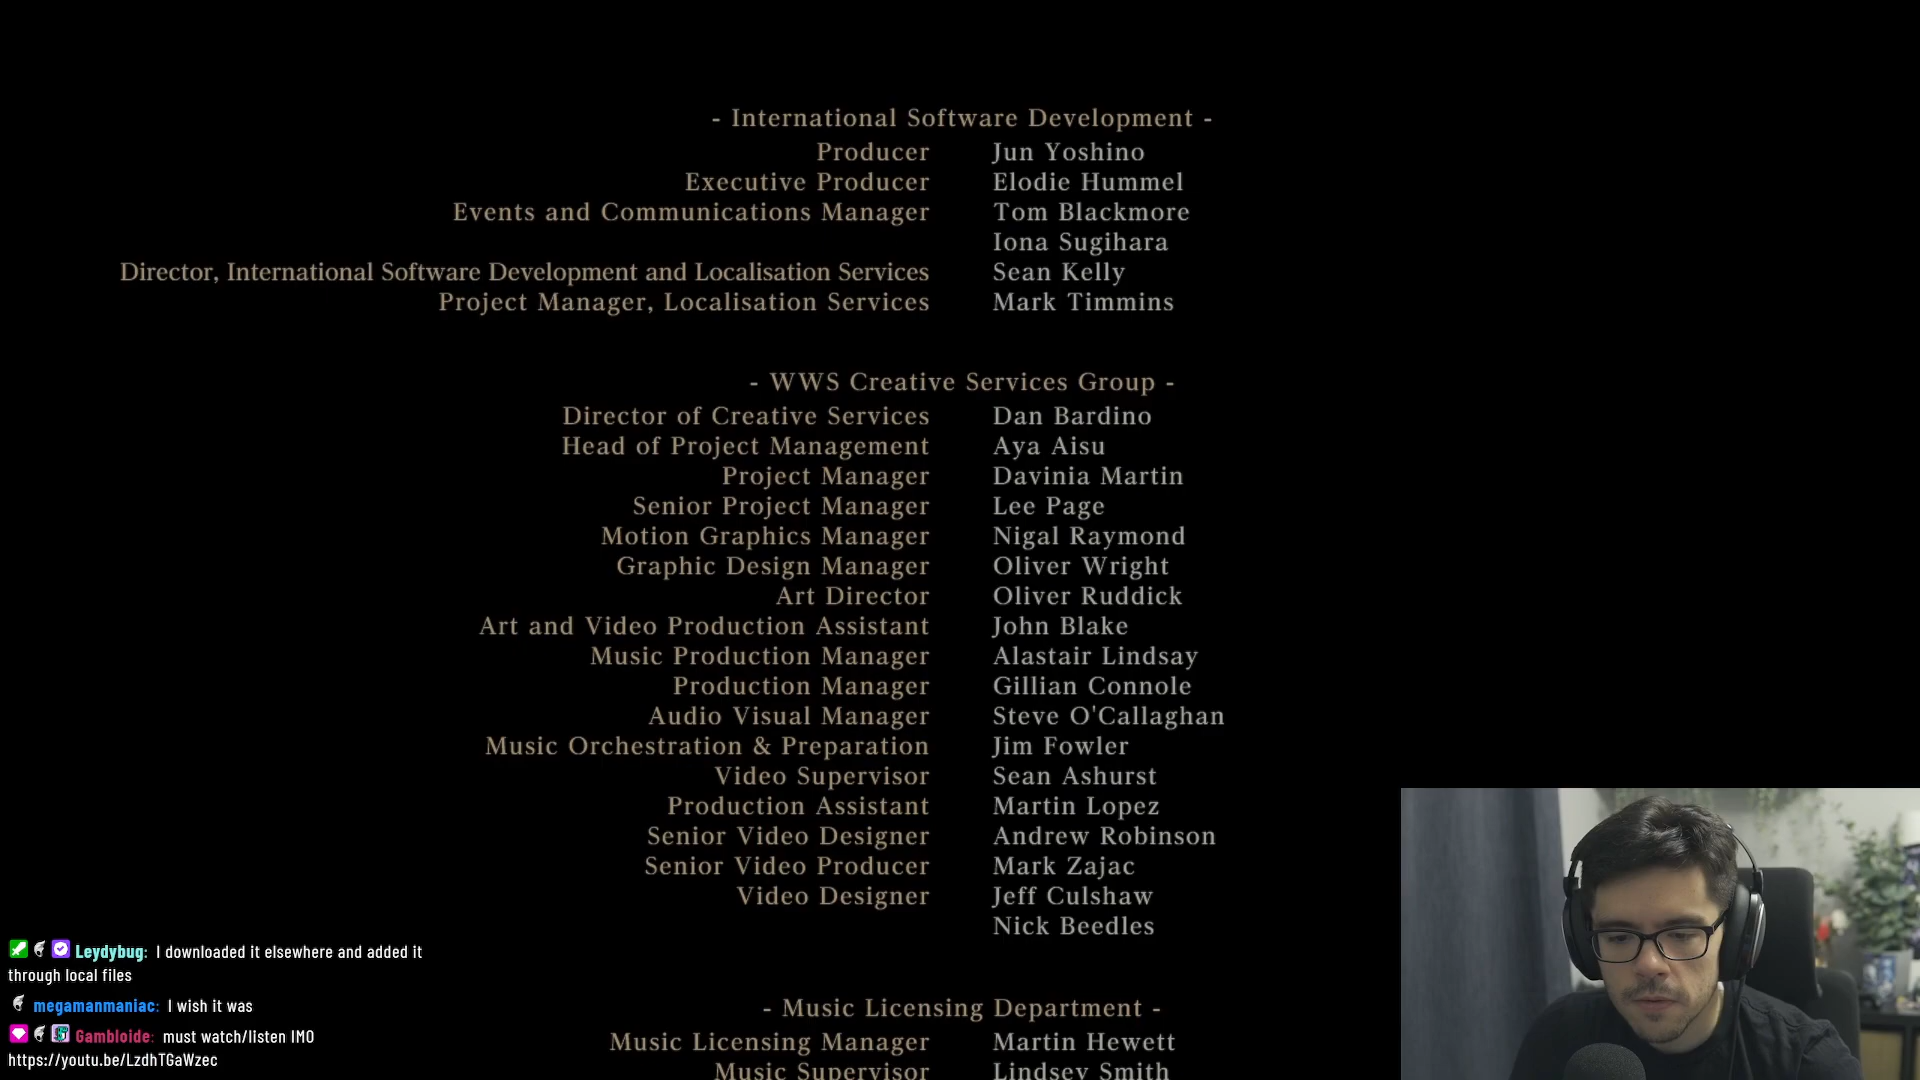 - International Software Development -
Producer Jun Yoshino
Executive Producer Elodie Hummel
Events and Communications Manager Tom Blackmore
Iona Sugihara
Director, International Software Development and Localisation Services Sean Kelly
Project Manager, Localisation Services Mark Timmins
- WWS Creative Services Group -
Director of Creative Services Dan Bardino
Head of Project Management Aya Aisu
Project Manager Davinia Martin
Senior Project Manager Lee Page
Motion Graphics Manager Nigal Raymond
Graphic Design Manager Oliver Wright
Art Director Oliver Ruddick
Art and Video Production Assistant John Blake
Music Production Manager Alastair Lindsay
Production Manager Gillian Connole
Audio Visual Manager Steve O'Callaghan
Music Orchestration & Preparation Jim Fowler
Video Supervisor Sean Ashurst
Production Assistant Martin Lopez
Senior Video Designer Andrew Robinson
Senior Video Producer Mark Zajac
Video Designer Jeff Culshaw
Nick Beedles
- Music Licensing Department -
Music Licensing Manager Martin Hewett
Music Supervisor Lindsey Smith
Leydybug: I downloaded it elsewhere and added it
through local files
megamanmaniac: I wish it was
Gambloide: must watch/listen IMO
https://youtu.be/LzdhTGaWzec